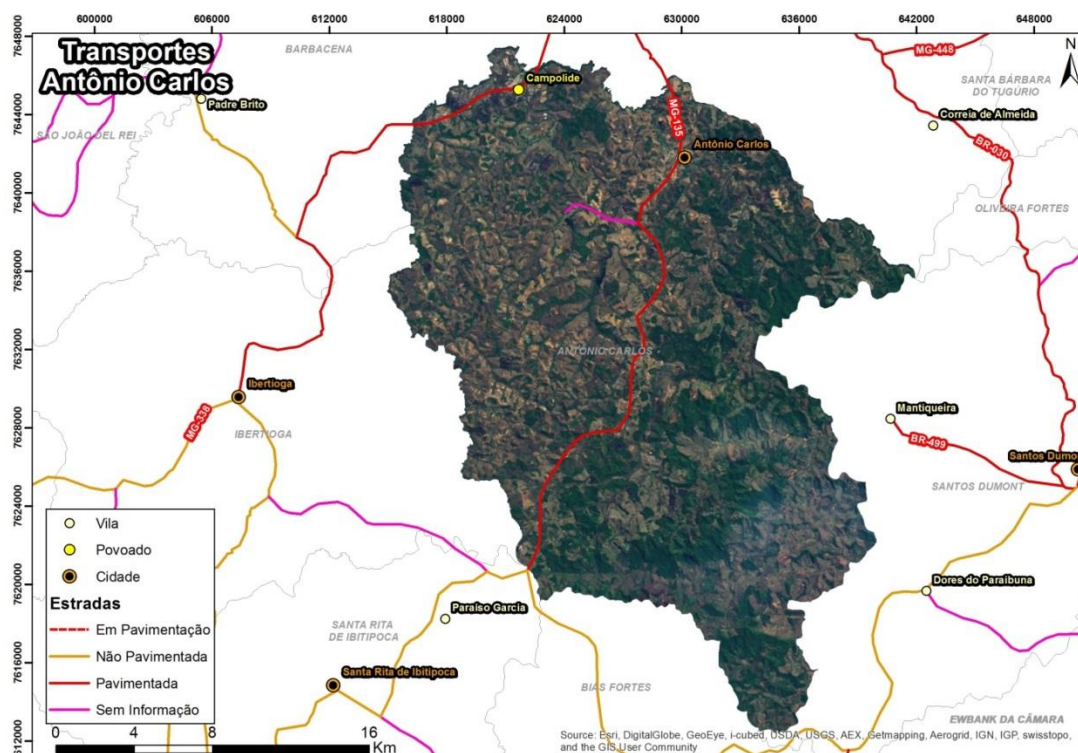 600000 606000 612000 618000 624000 630000 636000 642000 648000
7648000
7644000
7640000
7636000
7632000
7628000
7624000
7620000
7616000
7612000
Transportes
Antônio Carlos
N
BARBACENA
Campolide
MG-448
SANTA BÁRBARA
DO TUGÚRIO
Padre Brito
SÃO JOÃO DEL REI
MG-135
Correia de Almeida
Antônio Carlos
BR-030
OLIVEIRA FORTES
ANTÔNIO CARLOS
Ibertioga
MG-338
IBERTIOGA
Mantiqueira
BR-499
Santos Dumo
SANTOS DUMONT
Dores do Paraibuna
Paraíso Garcia
SANTA RITA
DE IBITIPOCA
Santa Rita de Ibitipoca
BIAS FORTES
EWBANK DA CÂMARA
Vila
Povoado
Cidade
Estradas
Em Pavimentação
Não Pavimentada
Pavimentada
Sem Informação
0 4 8 16
Km
Source: Esri, DigitalGlobe, GeoEye, i-cubed, USDA, USGS, AEX, Getmapping, Aerogrid, IGN, IGP, swisstopo,
and the GIS User Community